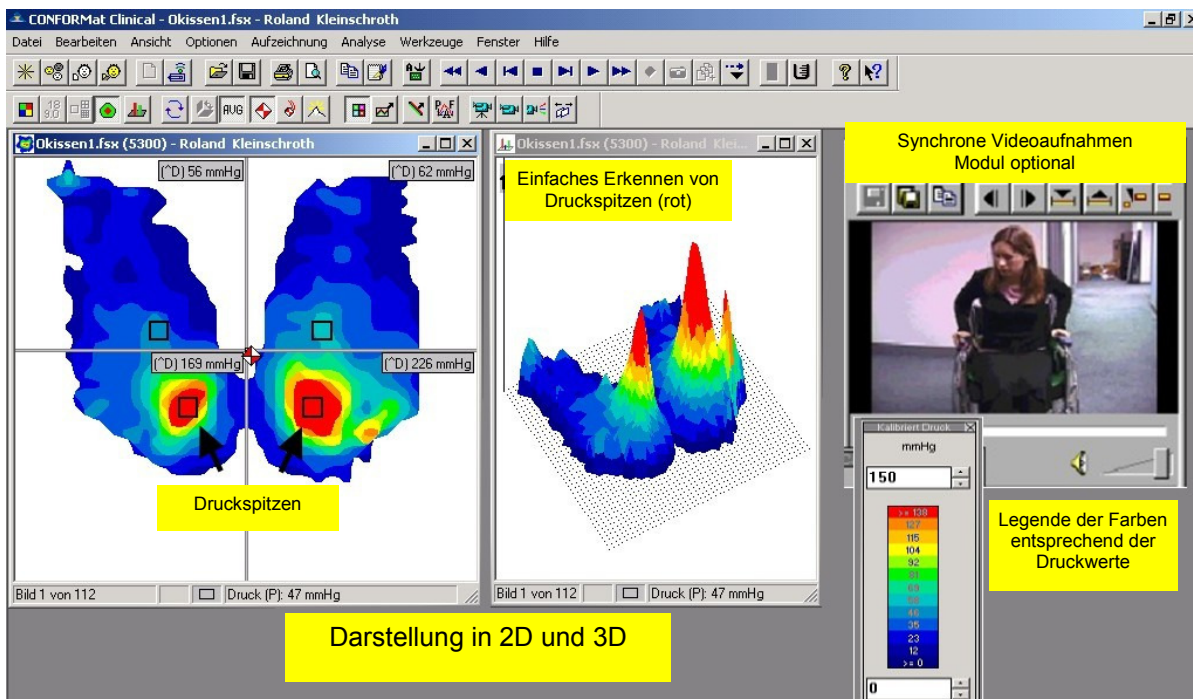 CONFORMat Clinical - Okissen1.fsx - Roland Kleinschroth
Datei Bearbeiten Ansicht Optionen Aufzeichnung Analyse Werkzeuge Fenster Hilfe
18
9.0
AVG
Okissen1.fsx (5300) - Roland Kleinschroth
(^D) 56 mmHg
(^D) 62 mmHg
(^D) 169 mmHg
(^D) 226 mmHg
Druckspitzen
Bild 1 von 112
Druck (P): 47 mmHg
Okissen1.fsx (5300) - Roland
Einfaches Erkennen von
Druckspitzen (rot)
Bild 1 von 112
Druck (P): 47 mmHg
Darstellung in 2D und 3D
Synchrone Videoaufnahmen
Modul optional
Kalibriert Druck
mmHg
150
>= 138
127
115
104
92
81
69
58
46
35
23
12
>= 0
0
Legende der Farben
entsprechend der
Druckwerte